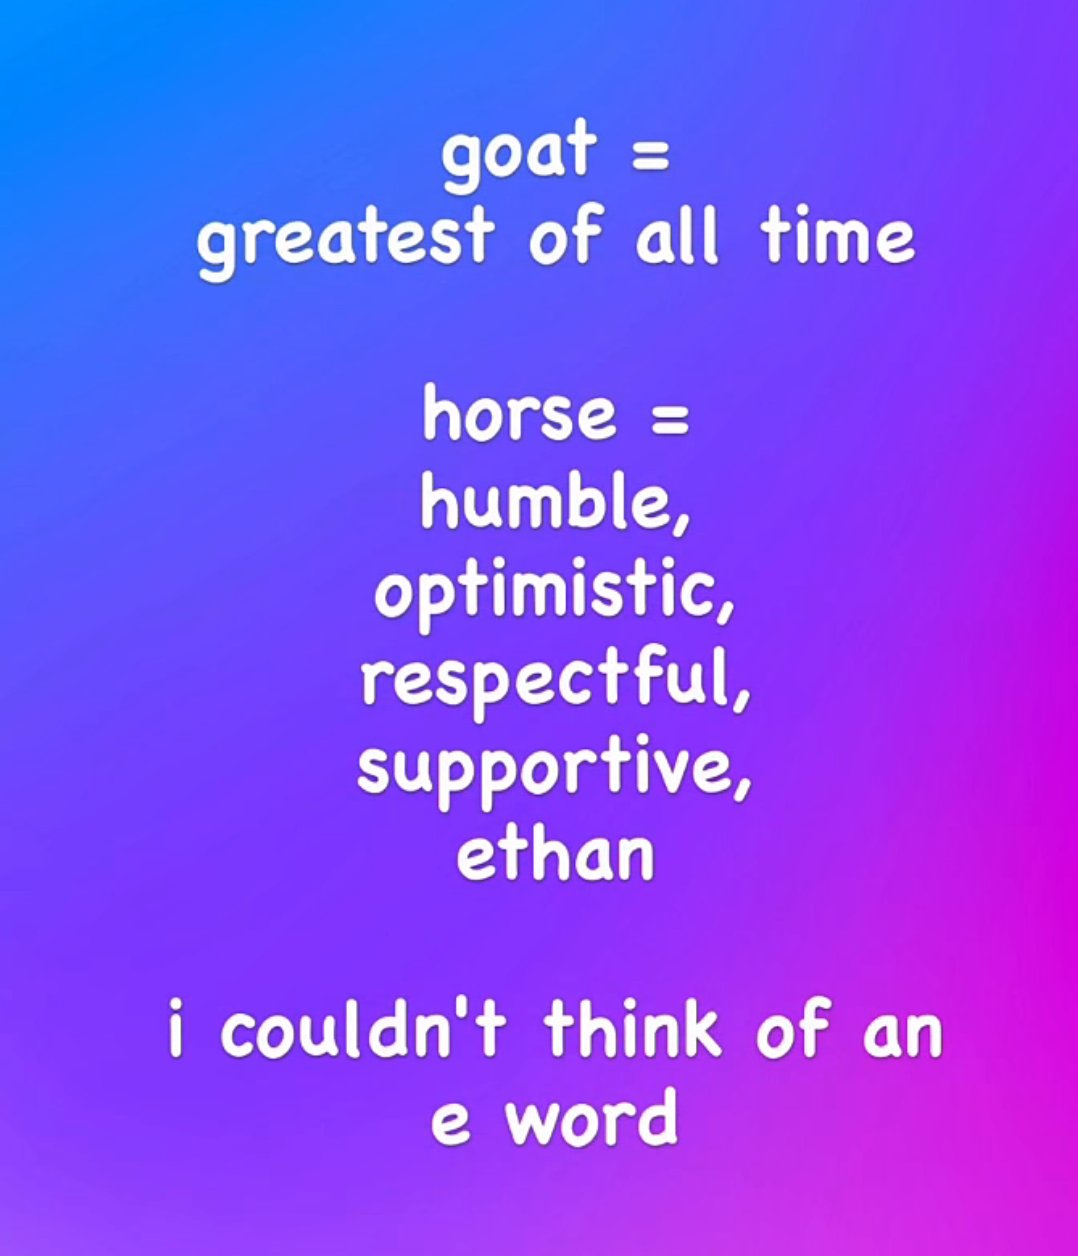 goat =
greatest of all time
horse =
humble,
optimistic,
respectful,
supportive,
ethan
i couldn't think of an
e word